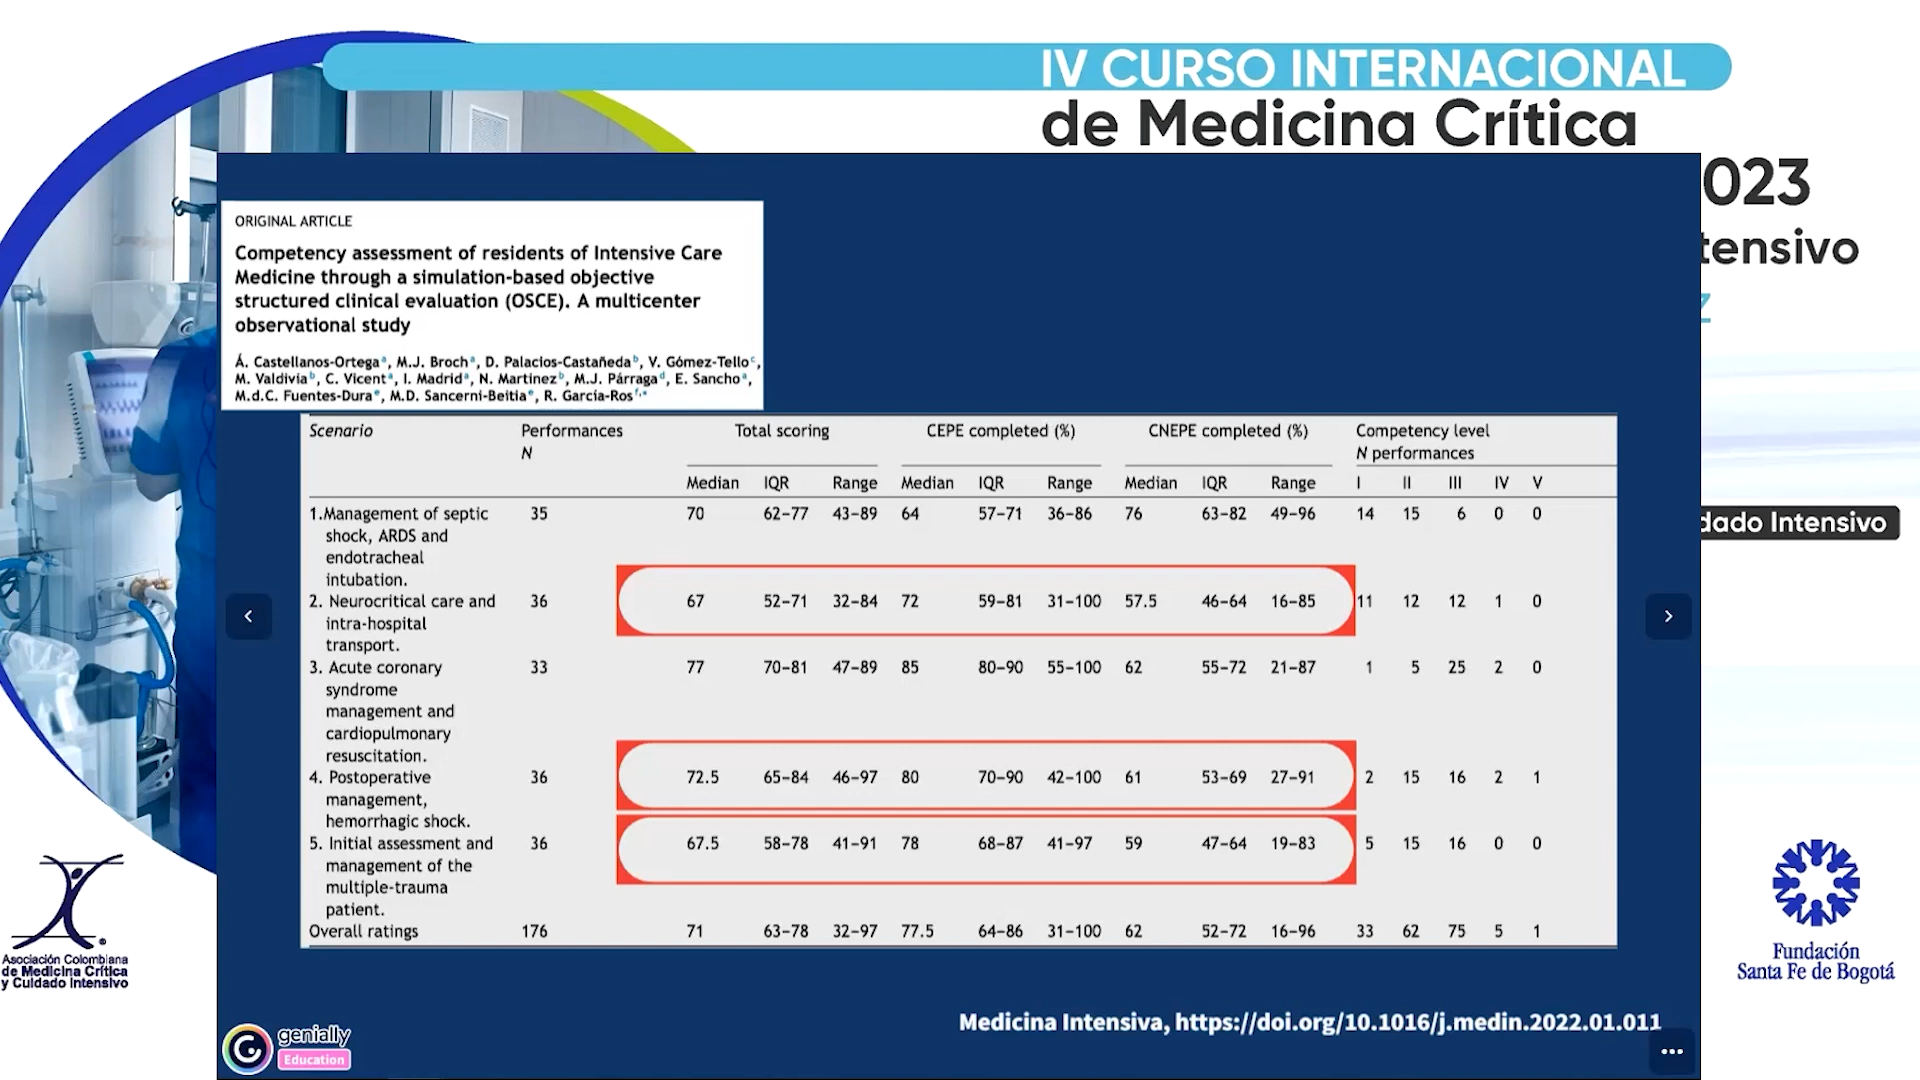 IV CURSO INTERNACIONAL
de Medicina Crítica
023
tensivo
z
dado Intensivo
ORIGINAL ARTICLE
Competency assessment of residents of Intensive Care
Medicine through a simulation-based objective
structured clinical evaluation (OSCE). A multicenter
observational study
Á. Castellanos-Ortega a, M.J. Broch a, D. Palacios-Castañeda b, V. Gómez-Tello c,
M. Valdivia b, C. Vicent a, I. Madrid a, N. Martinez b, M.J. Párraga d, E. Sancho a,
M.d.C. Fuentes-Dura e, M.D. Sancerni-Beitia e, R. García-Ros f,*
Scenario Performances Total scoring CEPE completed (%) CNEPE completed (%) Competency level
N N performances
Median IQR Range Median IQR Range Median IQR Range I II III IV V
1.Management of septic 35 70 62–77 43–89 64 57–71 36–86 76 63–82 49–96 14 15 6 0 0
shock, ARDS and
endotracheal
intubation.
2. Neurocritical care and 36 67 52–71 32–84 72 59–81 31–100 57.5 46–64 16–85 11 12 12 1 0
intra-hospital
transport.
3. Acute coronary 33 77 70–81 47–89 85 80–90 55–100 62 55–72 21–87 1 5 25 2 0
syndrome
management and
cardiopulmonary
resuscitation.
4. Postoperative 36 72.5 65–84 46–97 80 70–90 42–100 61 53–69 27–91 2 15 16 2 1
management,
hemorrhagic shock.
5. Initial assessment and 36 67.5 58–78 41–91 78 68–87 41–97 59 47–64 19–83 5 15 16 0 0
management of the
multiple-trauma
patient.
Overall ratings 176 71 63–78 32–97 77.5 64–86 31–100 62 52–72 16–96 33 62 75 5 1
Medicina Intensiva, https://doi.org/10.1016/j.medin.2022.01.011
genially
Education
Asociación Colombiana
de Medicina Crítica
y Cuidado Intensivo
Fundación
Santa Fe de Bogotá